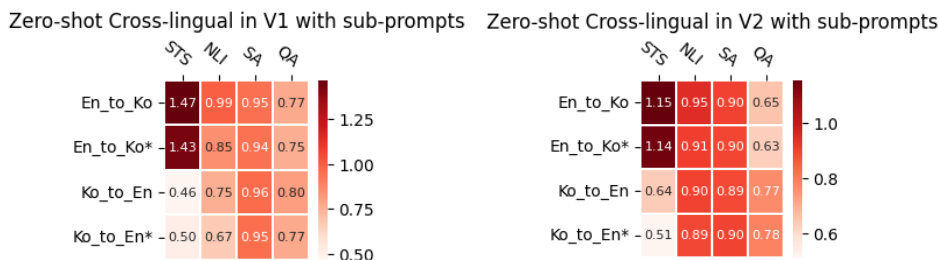 Zero-shot Cross-lingual in V1 with sub-prompts
STS NLI SA QA
En_to_Ko 1.47 0.99 0.95 0.77
En_to_Ko* 1.43 0.85 0.94 0.75
Ko_to_En 0.46 0.75 0.96 0.80
Ko_to_En* 0.50 0.67 0.95 0.77
1.25
1.00
0.75
0.50
Zero-shot Cross-lingual in V2 with sub-prompts
STS NLI SA QA
En_to_Ko 1.15 0.95 0.90 0.65
En_to_Ko* 1.14 0.91 0.90 0.63
Ko_to_En 0.64 0.90 0.89 0.77
Ko_to_En* 0.51 0.89 0.90 0.78
1.0
0.8
0.6